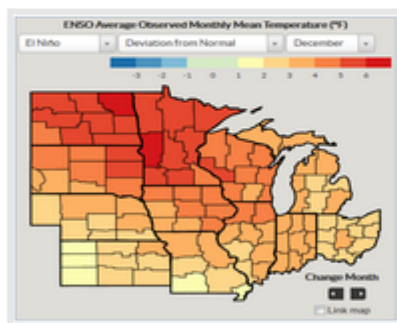 ENSO Average Observed Monthly Mean Temperature (°F)
El Niño Deviation from Normal December
-3 -2 -1 0 1 2 3 4 5 6
Change Month
Link map